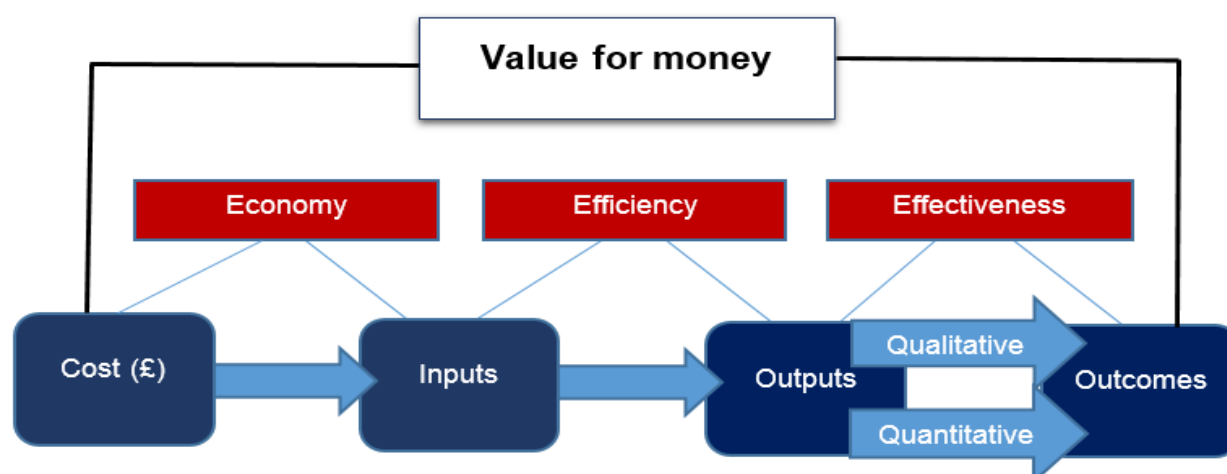 Value for money
Economy
Efficiency
Effectiveness
Cost (£)
Inputs
Outputs
Qualitative
Quantitative
Outcomes